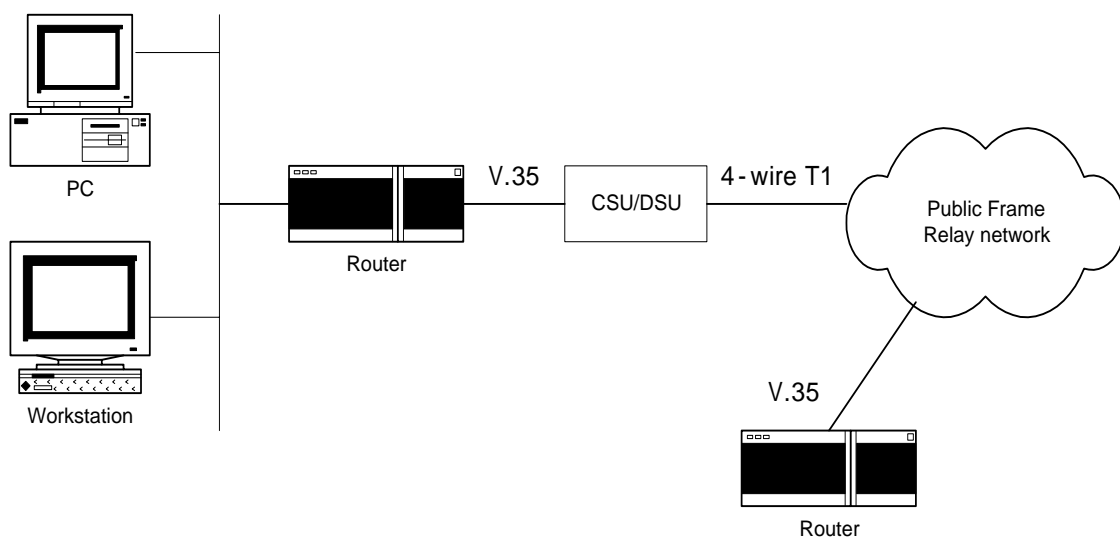 PC
Workstation
Router
V.35
CSU/DSU
4-wire T1
Public Frame
Relay network
V.35
Router